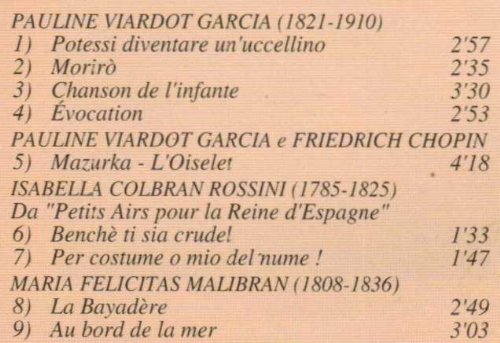 PAULINE VIARDOT GARCIA (1821-1910)
1) Potessi diventare un'uccellino 2'57
2) Morirò 2'35
3) Chanson de l'infante 3'30
4) Évocation 2'53
PAULINE VIARDOT GARCIA e FRIEDRICH CHOPIN
5) Mazurka - L'Oiselet 4'18
ISABELLA COLBRAN ROSSINI (1785-1825)
Da "Petits Airs pour la Reine d'Espagne"
6) Benchè ti sia crudel 1'33
7) Per costume o mio del nume ! 1'47
MARIA FELICITAS MALIBRAN (1808-1836)
8) La Bayadère 2'49
9) Au bord de la mer 3'03